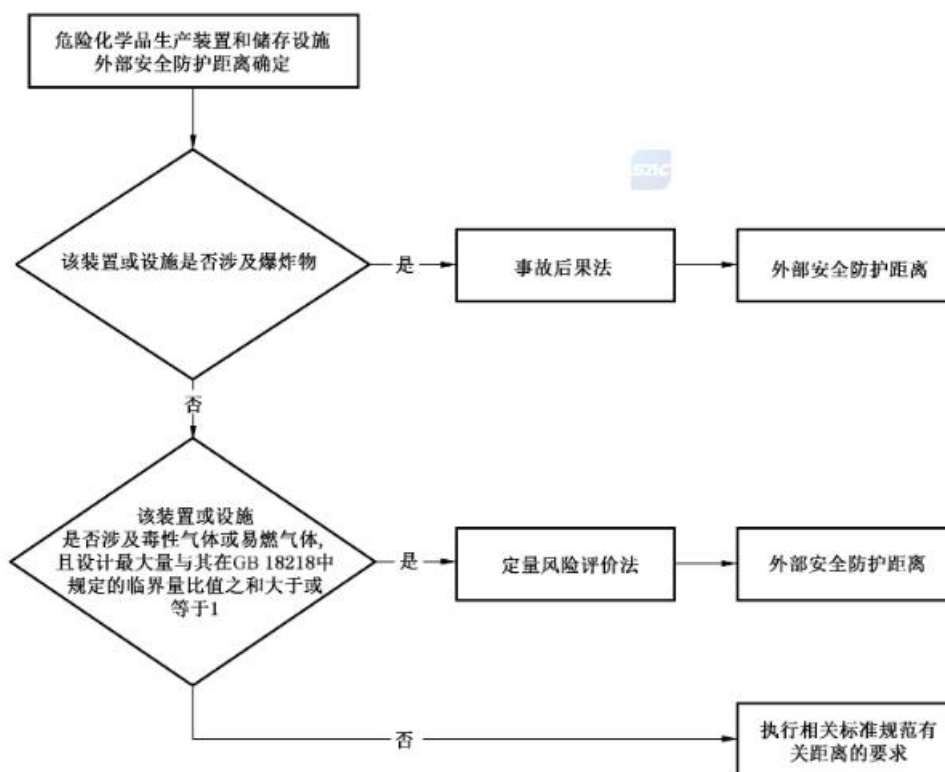 危险化学品生产装置和储存设施
外部安全防护距离确定
该装置或设施是否涉及爆炸物
是
事故后果法
外部安全防护距离
否
该装置或设施
是否涉及毒性气体或易燃气体,
且设计最大量与其在GB 18218中
规定的临界量比值之和大于或
等于1
是
定量风险评价法
外部安全防护距离
否
执行相关标准规范有
关距离的要求